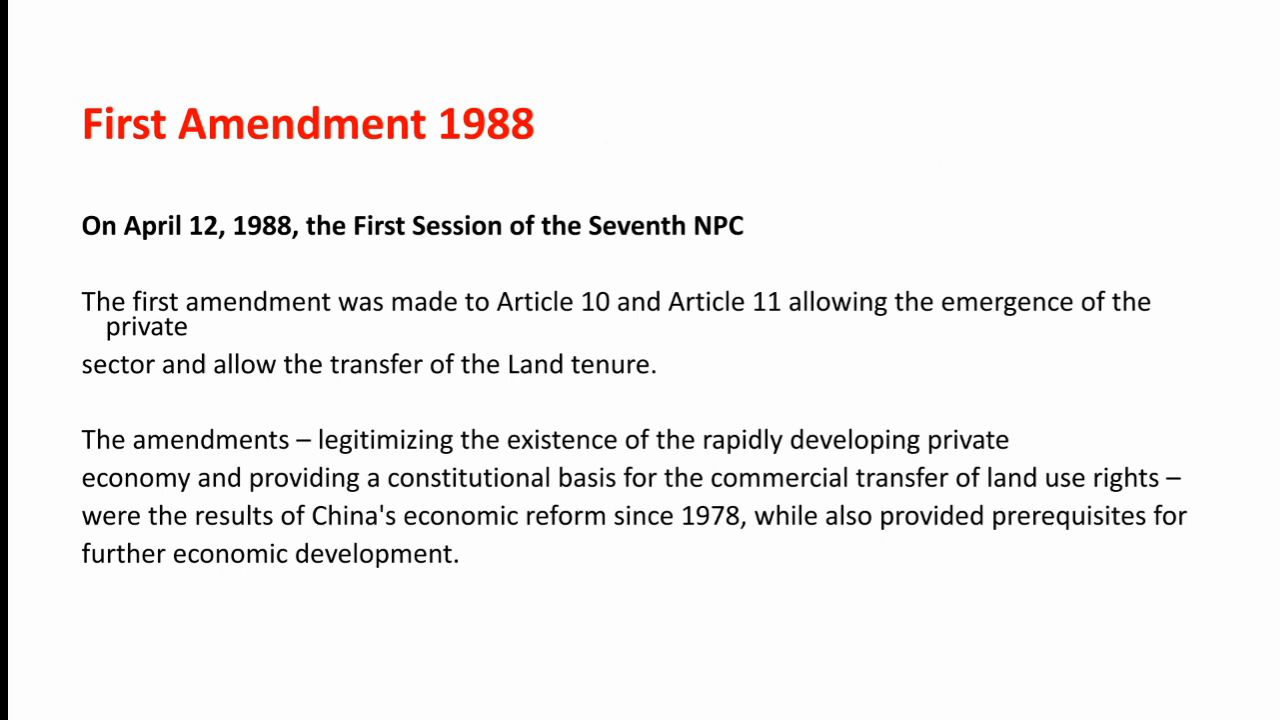 First Amendment 1988
On April 12, 1988, the First Session of the Seventh NPC
The first amendment was made to Article 10 and Article 11 allowing the emergence of the
private
sector and allow the transfer of the Land tenure.
The amendments – legitimizing the existence of the rapidly developing private
economy and providing a constitutional basis for the commercial transfer of land use rights –
were the results of China's economic reform since 1978, while also provided prerequisites for
further economic development.